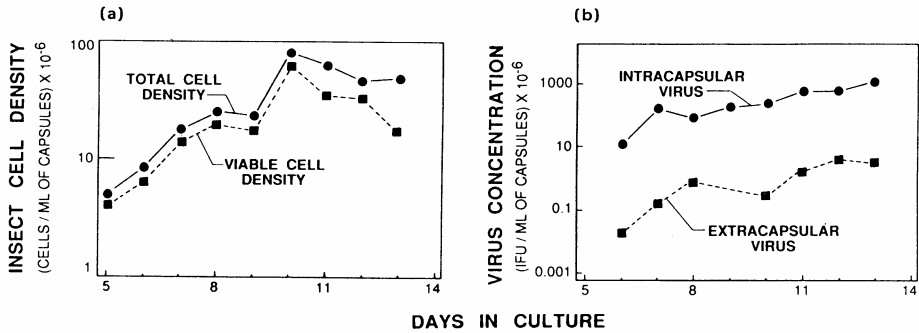 (a)
INSECT CELL DENSITY
(CELLS / ML OF CAPSULES) X 10-6
100
10
1
TOTAL CELL
DENSITY
VIABLE CELL
DENSITY
5
8
11
14
(b)
VIRUS CONCENTRATION
(IFU / ML OF CAPSULES) X 10-6
1000
10
0.1
0.001
INTRACAPSULAR
VIRUS
EXTRACAPSULAR
VIRUS
5
8
11
14
DAYS IN CULTURE